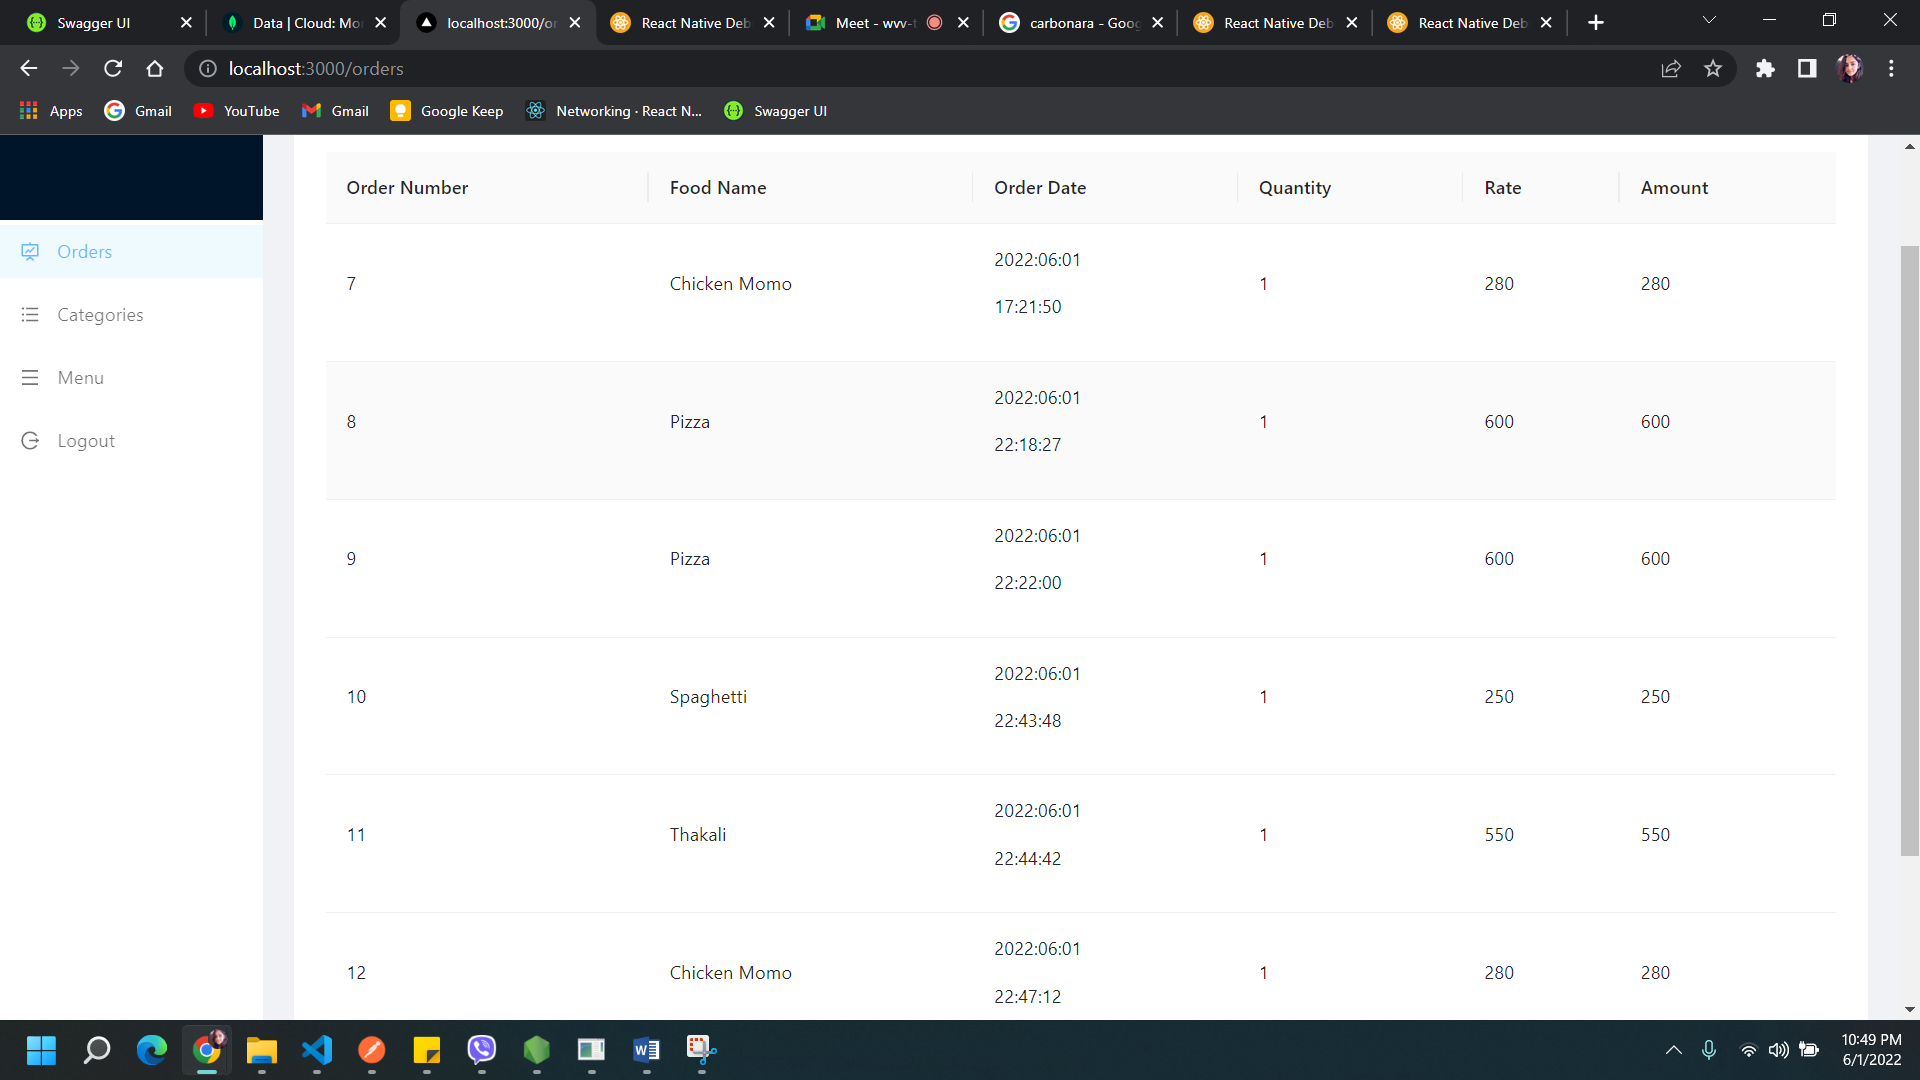 Swagger UI
Data | Cloud: Mo
localhost:3000/or
React Native Deb
Meet - wvv-t
carbonara - Goog
React Native Deb
React Native Deb
localhost:3000/orders
Apps
Gmail
YouTube
Gmail
Google Keep
Networking · React N...
Swagger UI
Orders
Categories
Menu
Logout
Order Number Food Name Order Date Quantity Rate Amount
7 Chicken Momo 2022:06:01 17:21:50 1 280 280
8 Pizza 2022:06:01 22:18:27 1 600 600
9 Pizza 2022:06:01 22:22:00 1 600 600
10 Spaghetti 2022:06:01 22:43:48 1 250 250
11 Thakali 2022:06:01 22:44:42 1 550 550
12 Chicken Momo 2022:06:01 22:47:12 1 280 280
10:49 PM
6/1/2022